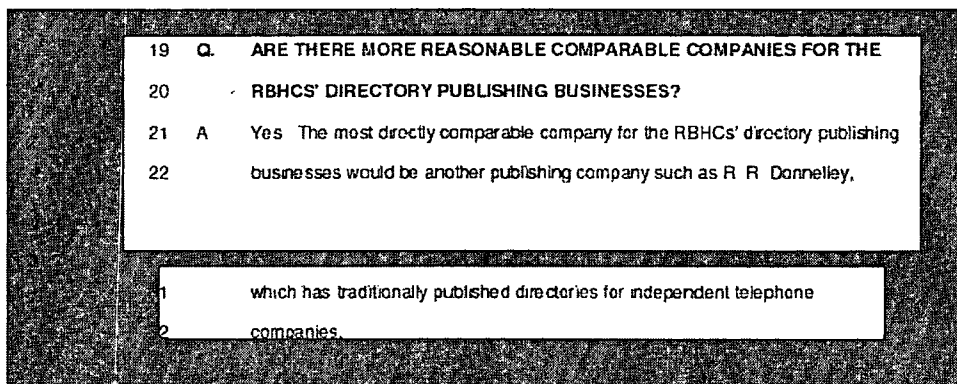 19 Q. ARE THERE MORE REASONABLE COMPARABLE COMPANIES FOR THE
20 RBHCS' DIRECTORY PUBLISHING BUSINESSES?
21 A Yes The most directly comparable company for the RBHCs' directory publishing
22 businesses would be another publishing company such as R R Donnelley,
1 which has traditionally published directories for independent telephone
2 companies.